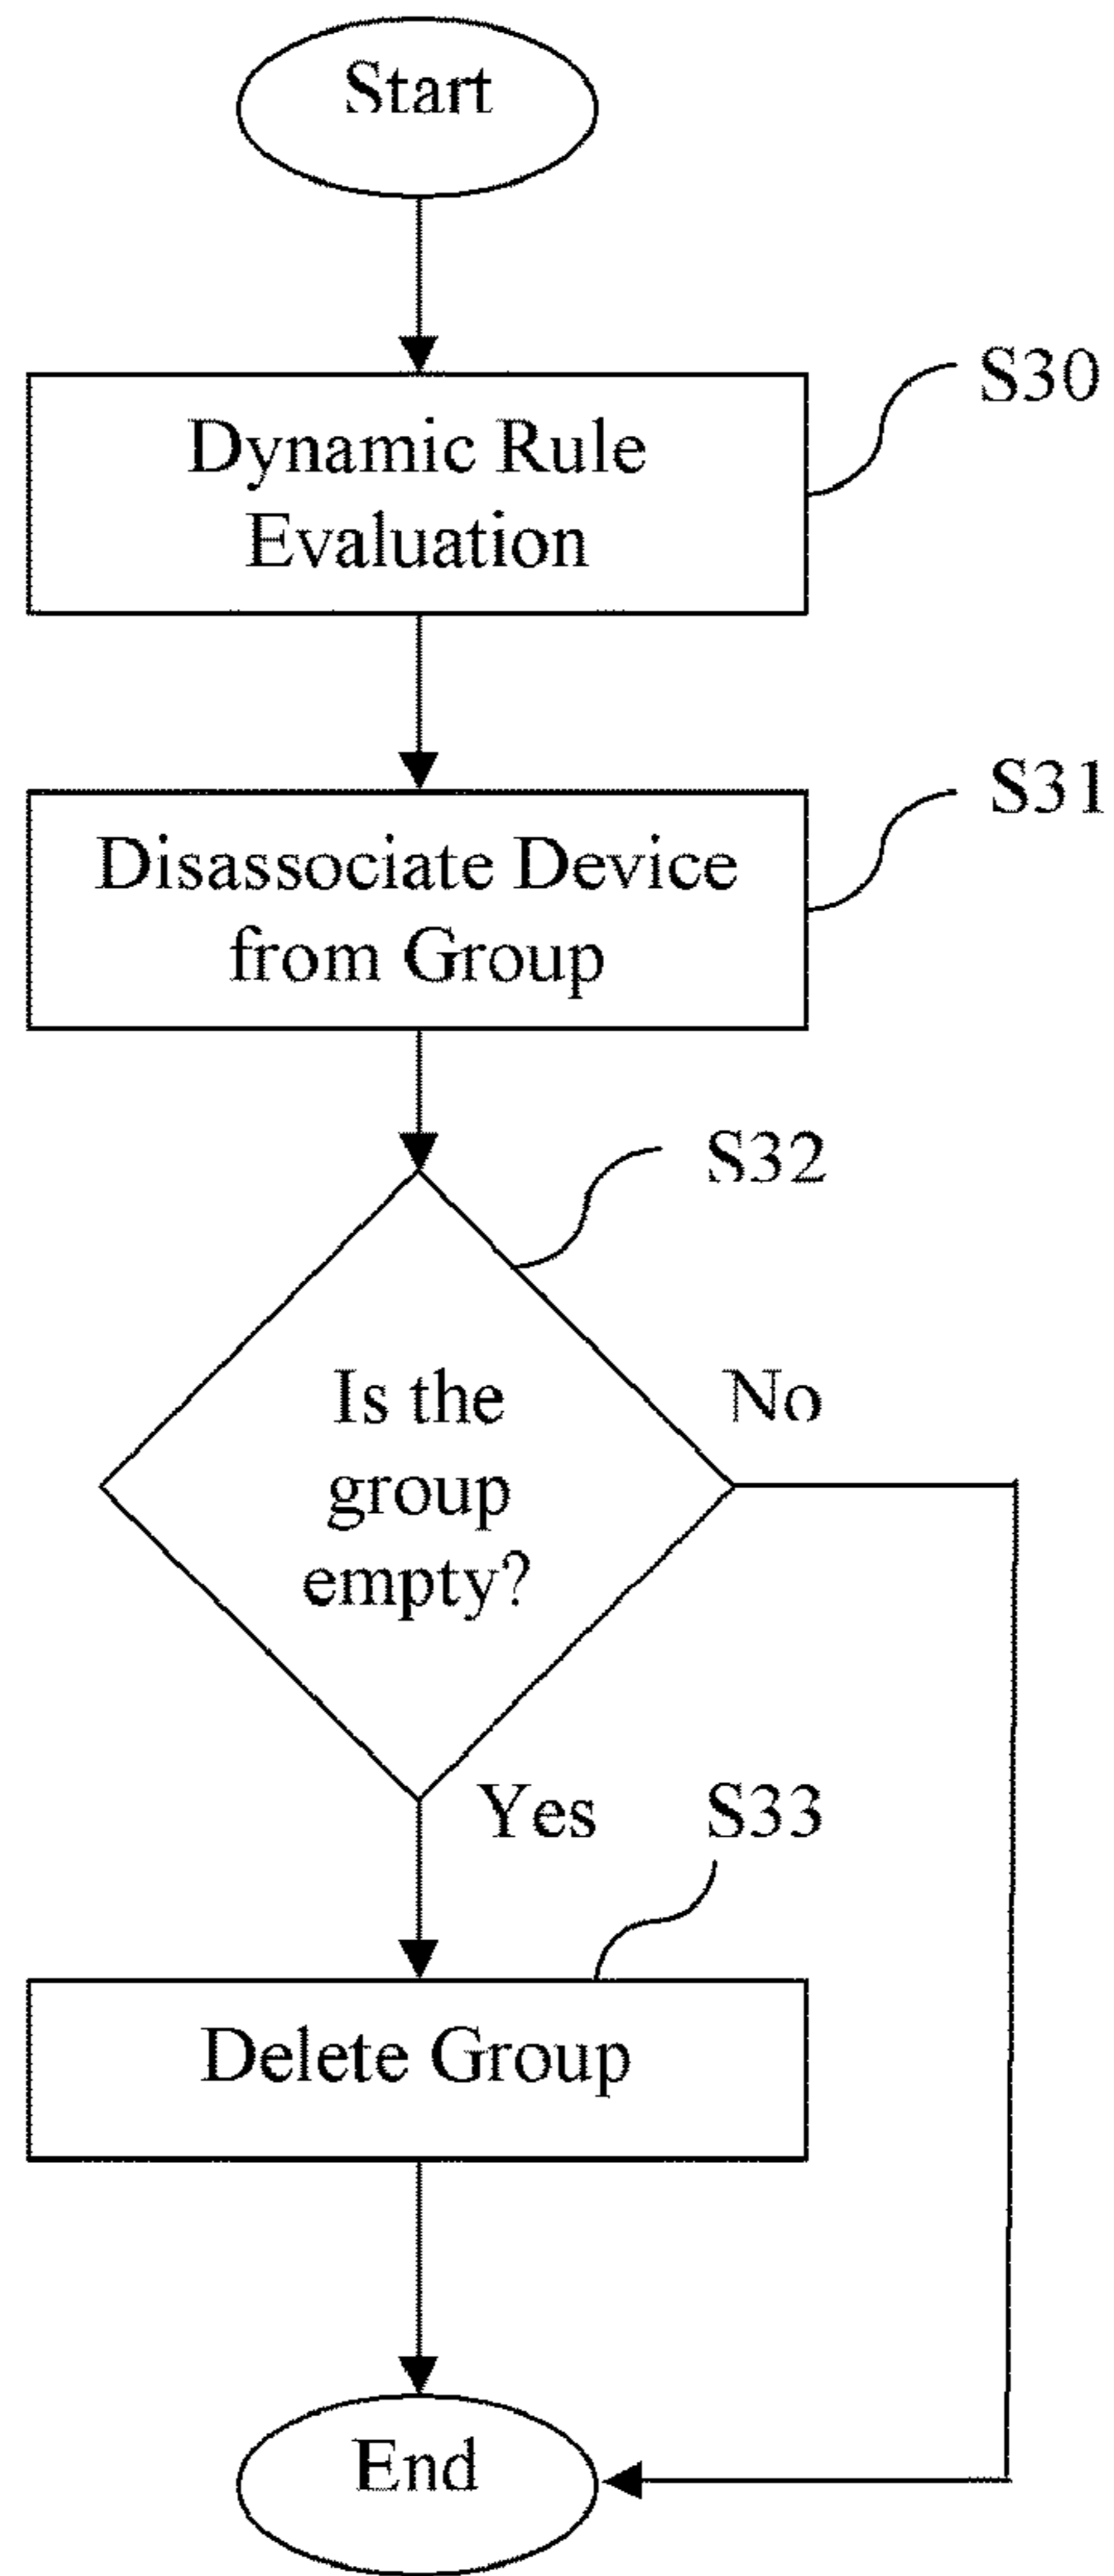 Start
S30
Dynamic Rule
Evaluation
S31
Disassociate Device
from Group
S32
Is the
group
empty?
No
Yes
S33
Delete Group
End